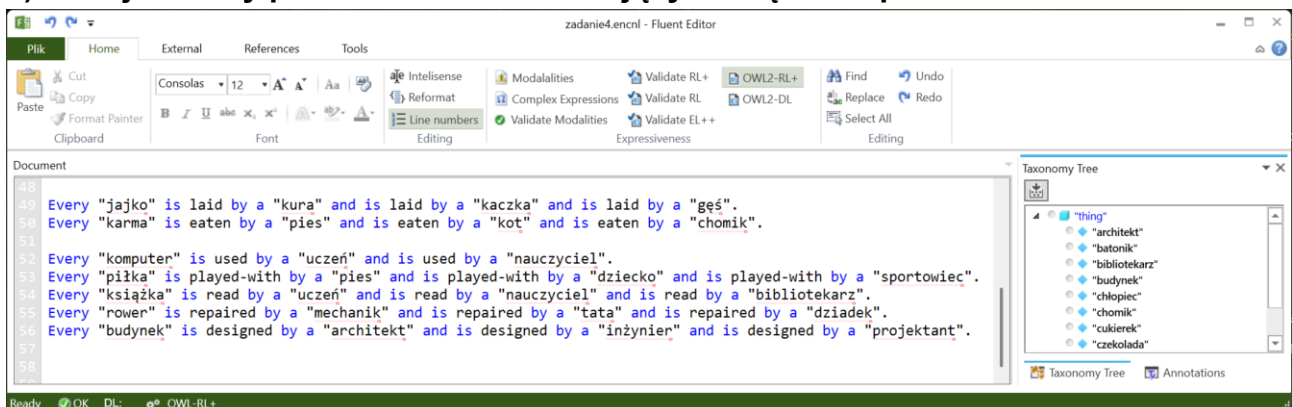 zadanie4.encnl - Fluent Editor
Plik Home External References Tools
Paste
Cut
Copy
Format Painter
Clipboard
Consolas 12 A A Aa
B I U abe x, x² A
Font
Intelisense
Reformat
Line numbers
Editing
Modalalities
Complex Expressions
Validate Modalities
Validate RL+
Validate RL
Validate EL++
OWL2-RL+
OWL2-DL
Expressiveness
Find
Replace
Select All
Undo
Redo
Editing
Document
48
49 Every "jajko" is laid by a "kura" and is laid by a "kaczka" and is laid by a "gęś".
50 Every "karma" is eaten by a "pies" and is eaten by a "kot" and is eaten by a "chomik".
51
52 Every "komputer" is used by a "uczeń" and is used by a "nauczyciel".
53 Every "piłka" is played-with by a "pies" and is played-with by a "dziecko" and is played-with by a "sportowiec".
54 Every "książka" is read by a "uczeń" and is read by a "nauczyciel" and is read by a "bibliotekarz".
55 Every "rower" is repaired by a "mechanik" and is repaired by a "tata" and is repaired by a "dziadek".
56 Every "budynek" is designed by a "architekt" and is designed by a "inżynier" and is designed by a "projektant".
57
58
Taxonomy Tree
"thing"
"architekt"
"batonik"
"bibliotekarz"
"budynek"
"chłopiec"
"chomik"
"cukierek"
"czekolada"
Taxonomy Tree Annotations
Ready OK DL: OWL-RL+